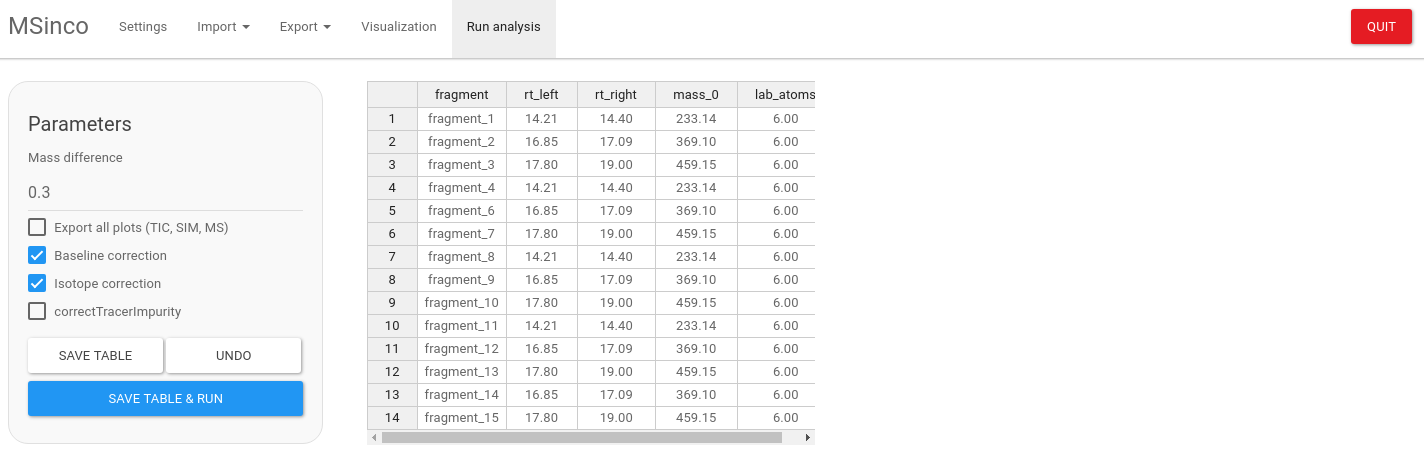 MSinco Settings Import Export Visualization Run analysis QUIT
Parameters
Mass difference
0.3
Export all plots (TIC, SIM, MS)
Baseline correction
Isotope correction
correctTracerImpurity
SAVE TABLE UNDO
SAVE TABLE & RUN
fragment rt_left rt_right mass_0 lab_atoms
1 fragment_1 14.21 14.40 233.14 6.00
2 fragment_2 16.85 17.09 369.10 6.00
3 fragment_3 17.80 19.00 459.15 6.00
4 fragment_4 14.21 14.40 233.14 6.00
5 fragment_6 16.85 17.09 369.10 6.00
6 fragment_7 17.80 19.00 459.15 6.00
7 fragment_8 14.21 14.40 233.14 6.00
8 fragment_9 16.85 17.09 369.10 6.00
9 fragment_10 17.80 19.00 459.15 6.00
10 fragment_11 14.21 14.40 233.14 6.00
11 fragment_12 16.85 17.09 369.10 6.00
12 fragment_13 17.80 19.00 459.15 6.00
13 fragment_14 16.85 17.09 369.10 6.00
14 fragment_15 17.80 19.00 459.15 6.00